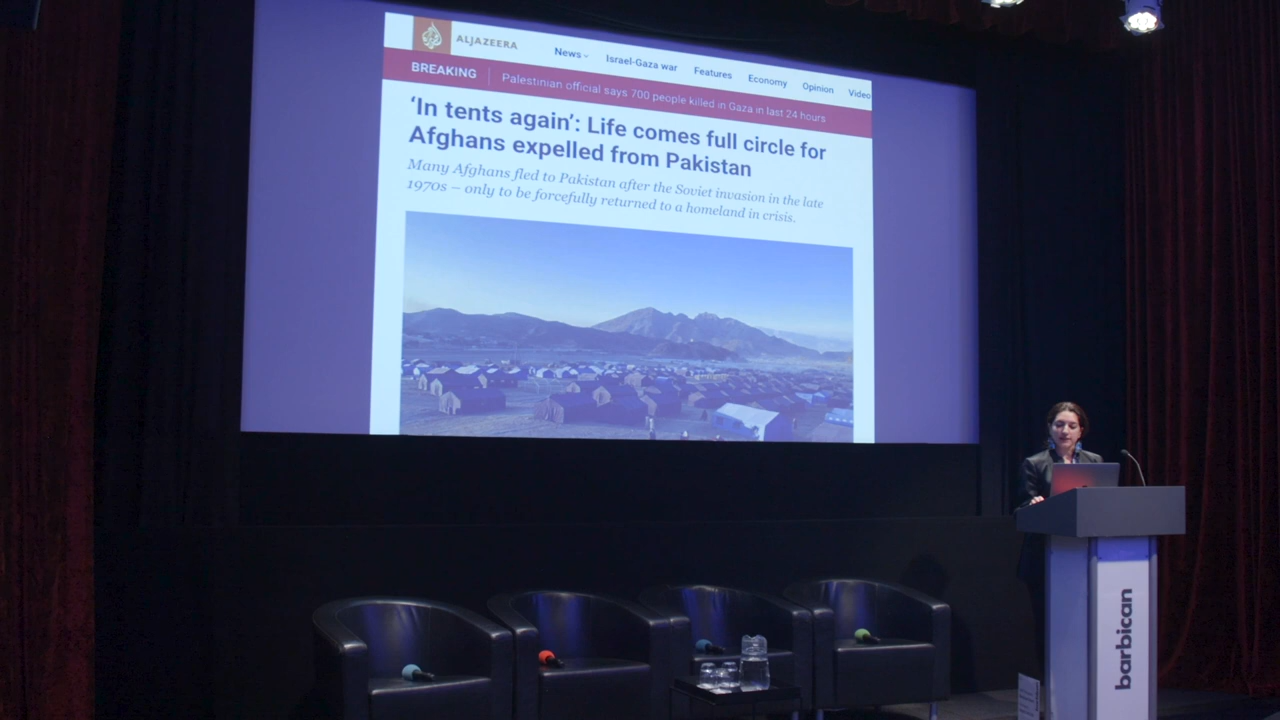 ALJAZEERA
News Israel-Gaza war Features Economy Opinion Video
BREAKING Palestinian official says 700 people killed in Gaza in last 24 hours
‘In tents again’: Life comes full circle for
Afghans expelled from Pakistan
Many Afghans fled to Pakistan after the Soviet invasion in the late
1970s – only to be forcefully returned to a homeland in crisis.
barbican